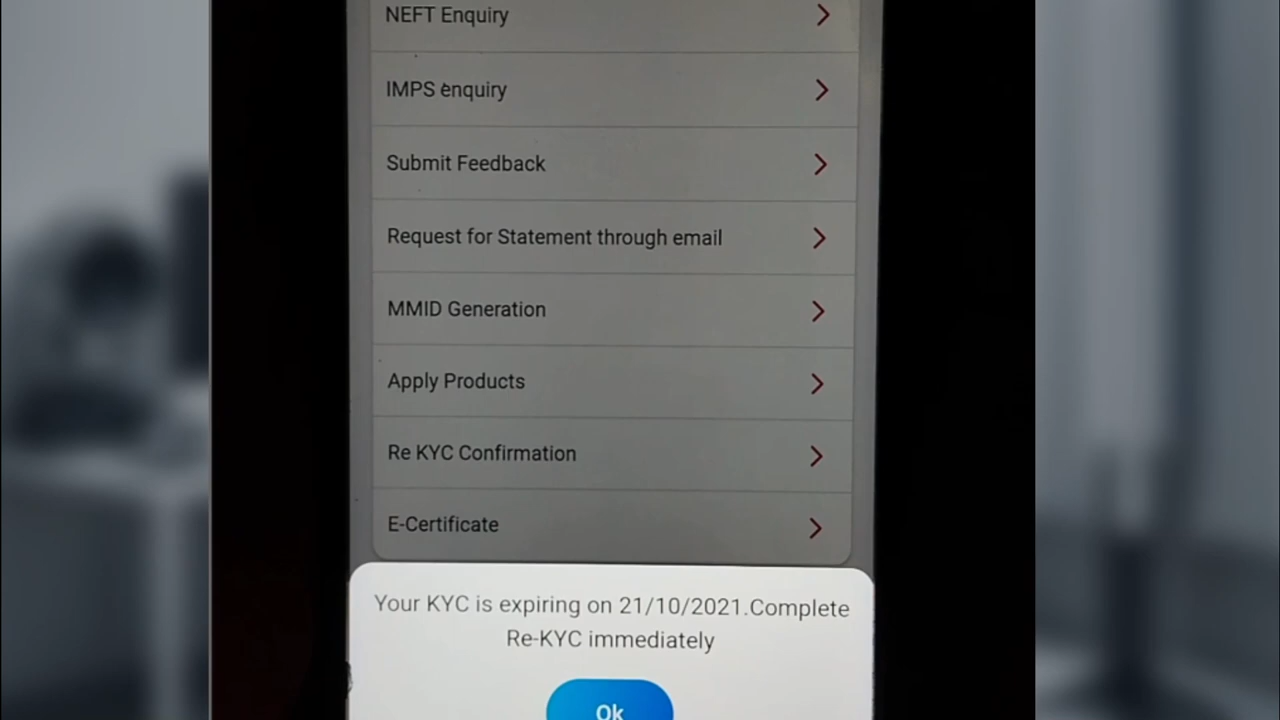 NEFT Enquiry
IMPS enquiry
Submit Feedback
Request for Statement through email
MMID Generation
Apply Products
Re KYC Confirmation
E-Certificate
Your KYC is expiring on 21/10/2021.Complete
Re-KYC immediately
Ok